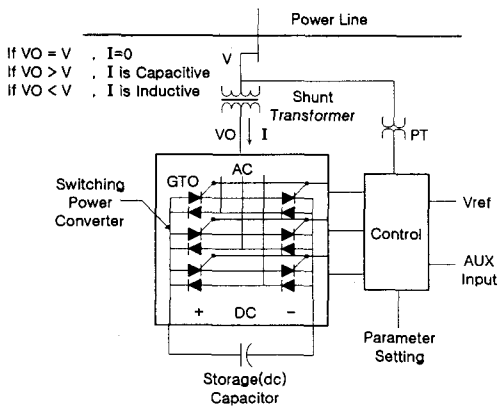 Power Line
V
If VO = V , I=0
If VO > V , I is Capacitive
If VO < V , I is Inductive
Shunt
Transformer
VO
I
PT
AC
GTO
Switching
Power
Converter
Control
Vref
AUX
Input
+ DC -
Parameter
Setting
Storage(dc)
Capacitor